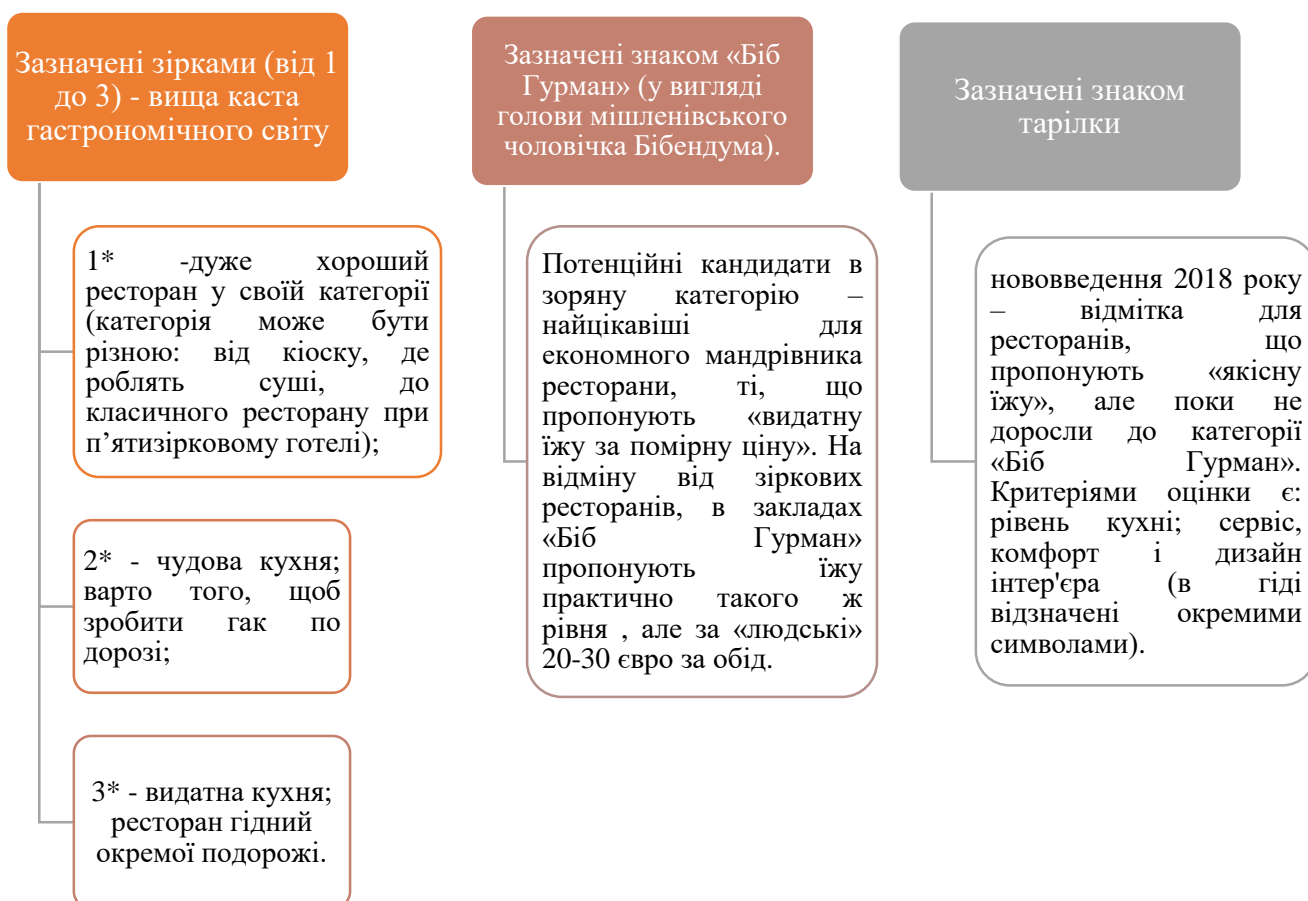 Зазначені зірками (від 1
до 3) - вища каста
гастрономічного світу
1* -дуже хороший
ресторан у своїй категорії
(категорія може бути
різною: від кіоску, де
роблять суші, до
класичного ресторану при
п’ятизірковому готелі);
2* - чудова кухня;
варто того, щоб
зробити гак по
дорозі;
3* - видатна кухня;
ресторан гідний
окремої подорожі.
Зазначені знаком «Біб
Гурман» (у вигляді
голови мішленівського
чоловічка Бібендума).
Потенційні кандидати в
зоряну категорію –
найцікавіші для
економного мандрівника
ресторани, ті, що
пропонують «видатну
їжу за помірну ціну». На
відміну від зіркових
ресторанів, в закладах
«Біб Гурман»
пропонують їжу
практично такого ж
рівня , але за «людські»
20-30 євро за обід.
Зазначені знаком
тарілки
нововведення 2018 року
– відмітка для
ресторанів, що
пропонують «якісну
їжу», але поки не
доросли до категорії
«Біб Гурман».
Критеріями оцінки є:
рівень кухні; сервіс,
комфорт і дизайн
інтер'єра (в гіді
відзначені окремими
символами).